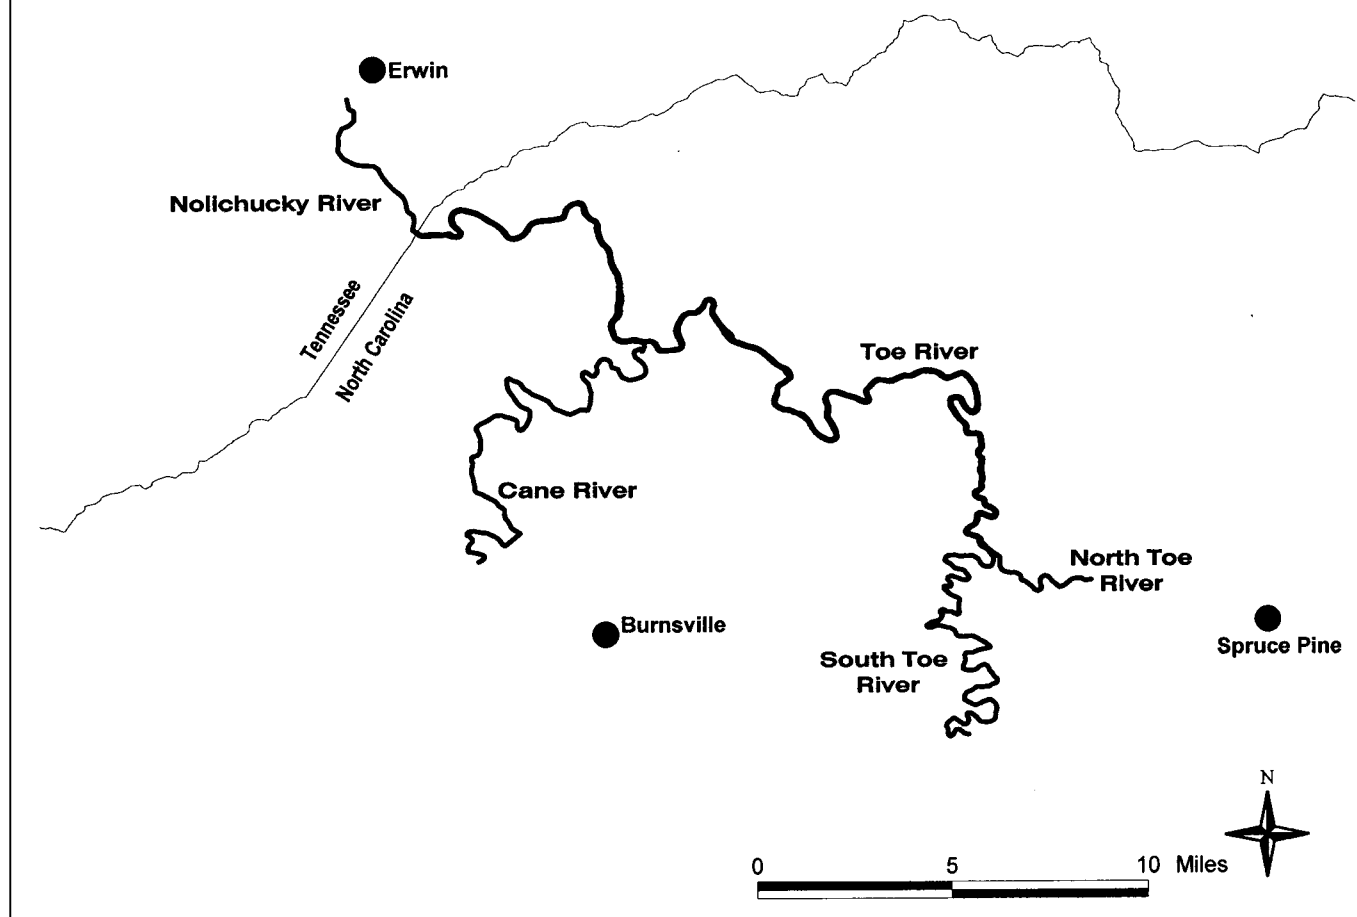 Erwin
Nolichucky River
Tennessee
North Carolina
Toe River
Cane River
North Toe
River
Burnsville
South Toe
River
Spruce Pine
N
0 5 10 Miles